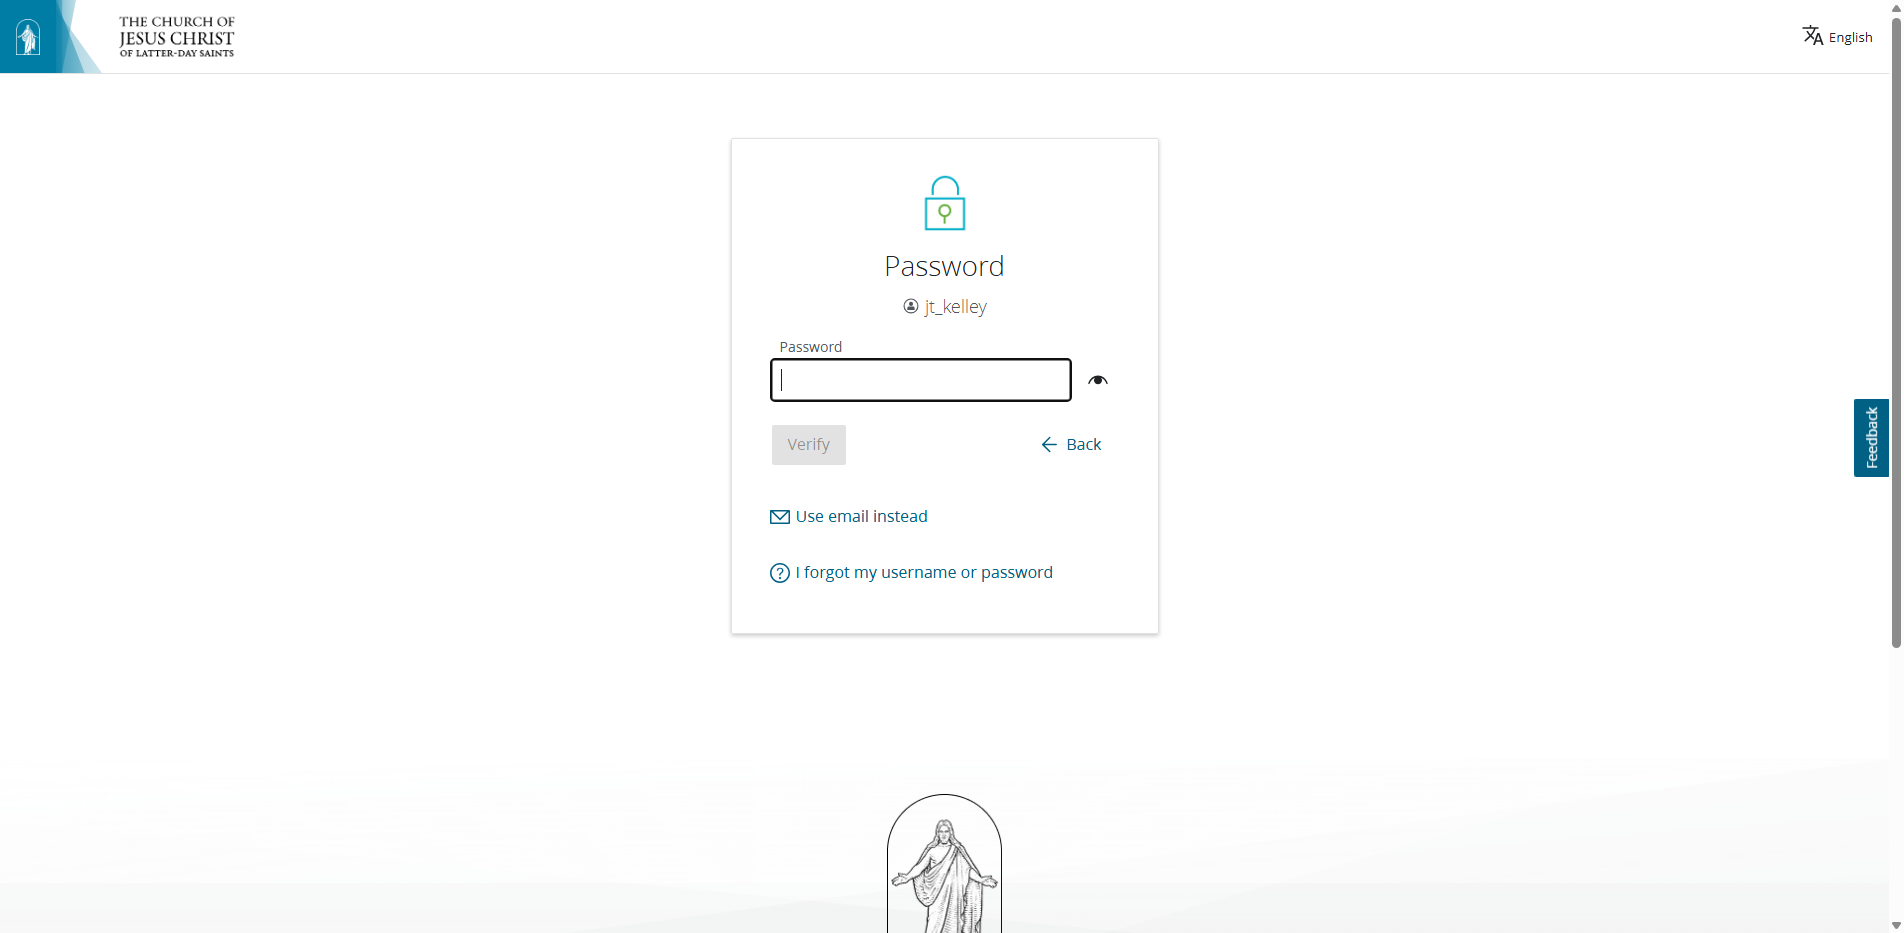 THE CHURCH OF
JESUS CHRIST
OF LATTER-DAY SAINTS
English
Password
jt_kelley
Password
Verify
Back
Use email instead
I forgot my username or password
Feedback